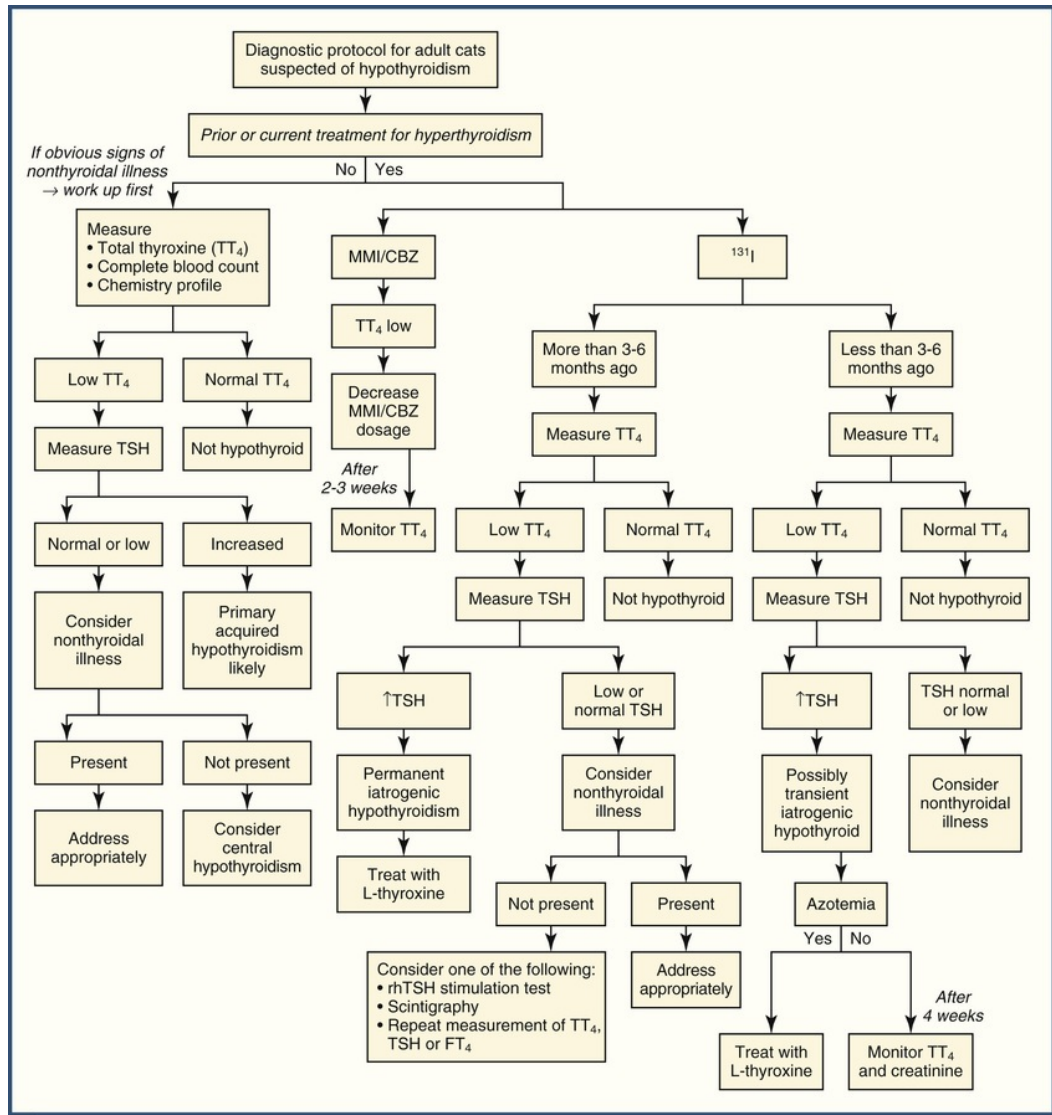 Diagnostic protocol for adult cats
suspected of hypothyroidism
Prior or current treatment for hyperthyroidism
If obvious signs of
nonthyroidal illness
→ work up first
No
Yes
Measure
• Total thyroxine (TT₄)
• Complete blood count
• Chemistry profile
MMI/CBZ
¹³¹I
TT₄ low
More than 3-6
months ago
Less than 3-6
months ago
Low TT₄
Normal TT₄
Decrease
MMI/CBZ
dosage
Measure TT₄
Measure TT₄
Measure TSH
Not hypothyroid
After
2-3 weeks
Monitor TT₄
Low TT₄
Normal TT₄
Low TT₄
Normal TT₄
Normal or low
Increased
Measure TSH
Not hypothyroid
Measure TSH
Not hypothyroid
Consider
nonthyroidal
illness
Primary
acquired
hypothyroidism
likely
↑TSH
Low or
normal TSH
↑TSH
TSH normal
or low
Present
Not present
Permanent
iatrogenic
hypothyroidism
Consider
nonthyroidal
illness
Possibly
transient
iatrogenic
hypothyroid
Consider
nonthyroidal
illness
Address
appropriately
Consider
central
hypothyroidism
Treat with
L-thyroxine
Not present
Present
Azotemia
Yes
No
Consider one of the following:
• rhTSH stimulation test
• Scintigraphy
• Repeat measurement of TT₄,
TSH or FT₄
Address
appropriately
After
4 weeks
Treat with
L-thyroxine
Monitor TT₄
and creatinine